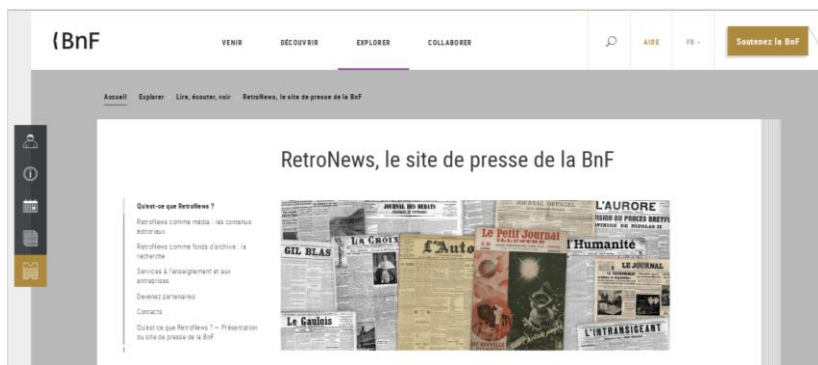 (BnF
VENIR
DÉCOUVRIR
EXPLORER
COLLABORER
AIDE
FR
Soutenez la BnF
Accueil Explorer Lire, écouter, voir RetroNews, le site de presse de la BnF
RetroNews, le site de presse de la BnF
Qu'est-ce que RetroNews ?
RetroNews comme média : les contenus
éditoriaux
RetroNews comme fonds d'archive : la
recherche
Services à l'enseignement et aux
entreprises
Devenez partenaires
Contacts
Qu'est-ce que RetroNews ? – Présentation
du site de presse de la BnF
JOURNAL DES DÉBATS
JOURNAL OFFICIEL
L'AURORE
GIL BLAS
La Croix
L'Auto
Le Petit Journal
ILLUSTRÉ
l'Humanité
LE JOURNAL
Le Gaulois
L'INTRANSIGEANT